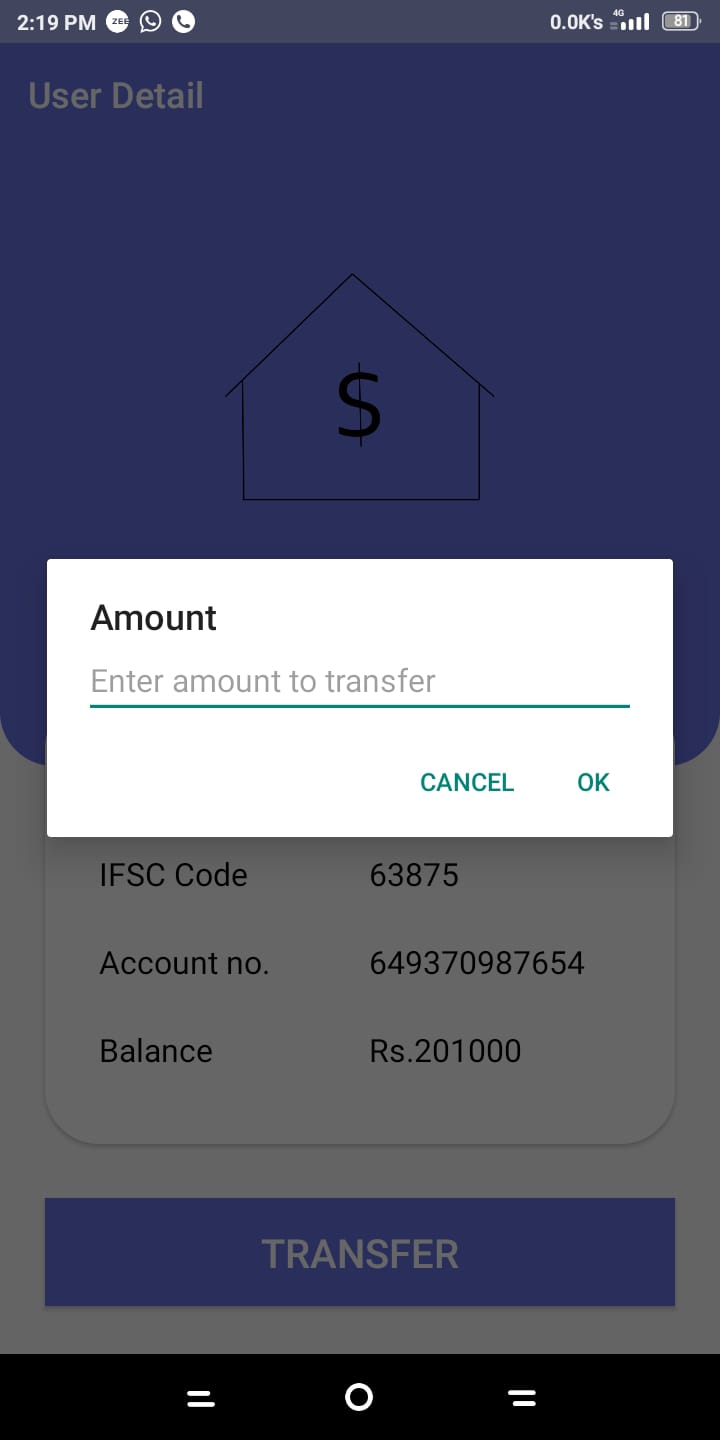 2:19 PM ZEE 0.0K's 4G 81
User Detail
$
Amount
Enter amount to transfer
CANCEL OK
IFSC Code 63875
Account no. 649370987654
Balance Rs.201000
TRANSFER